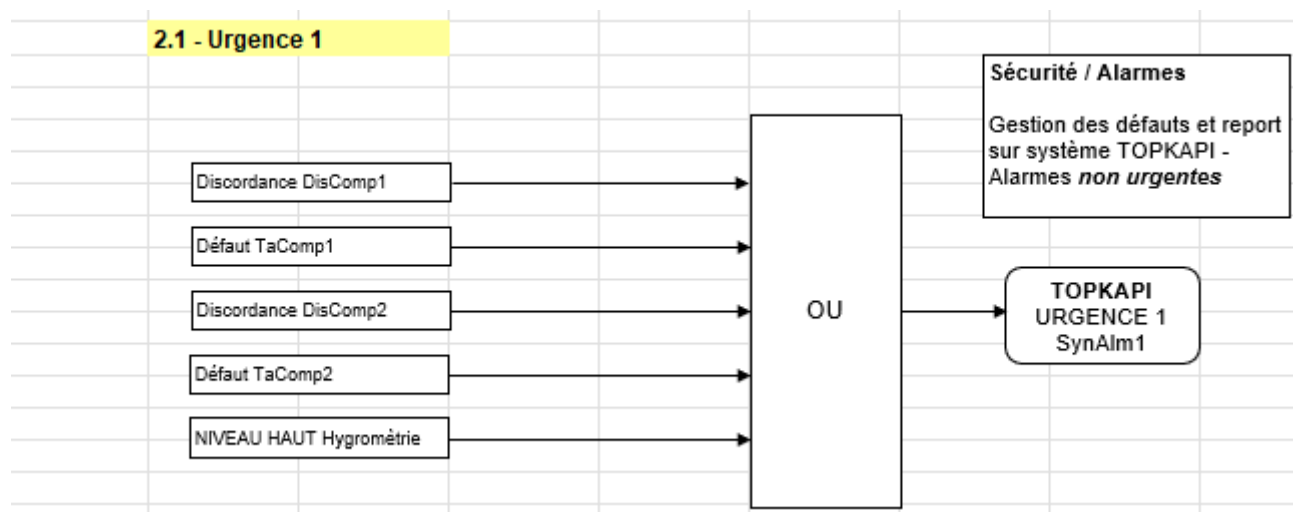 2.1 - Urgence 1
Sécurité / Alarmes
Gestion des défauts et report
sur système TOPKAPI -
Alarmes non urgentes
Discordance DisComp1
Défaut TaComp1
Discordance DisComp2
Défaut TaComp2
NIVEAU HAUT Hygromètrie
OU
TOPKAPI
URGENCE 1
SynAlm1